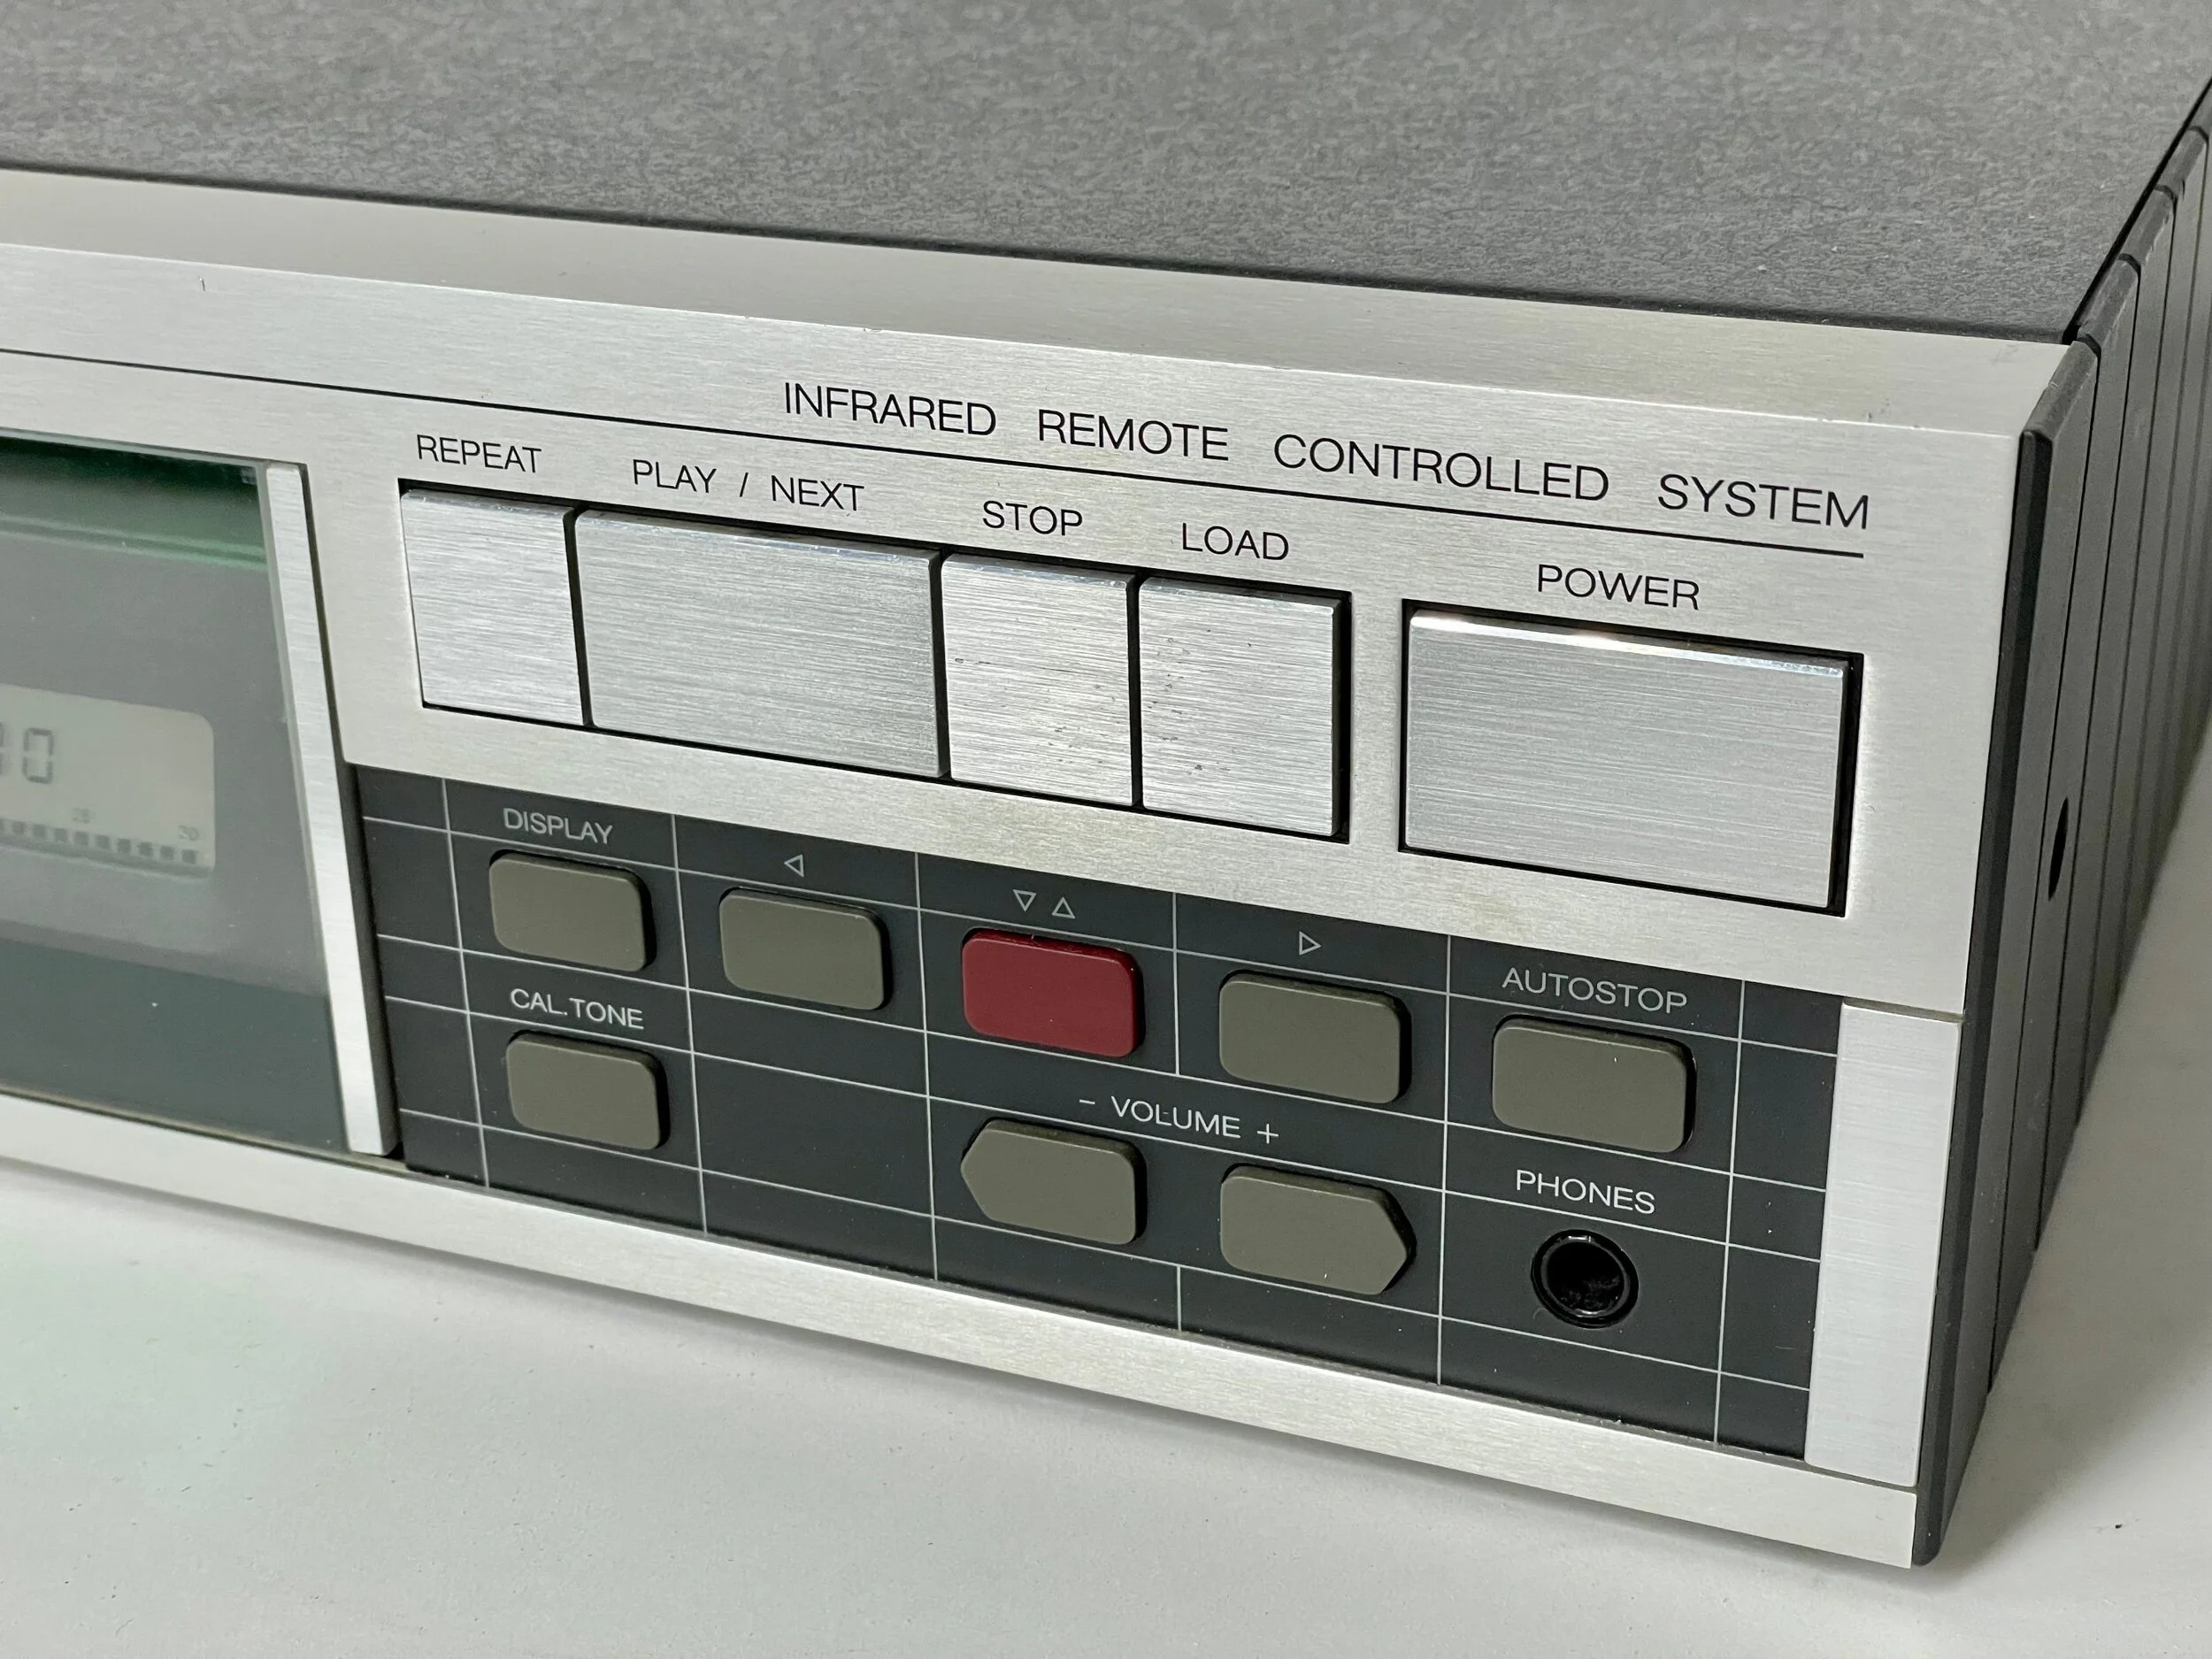 INFRARED REMOTE CONTROLLED SYSTEM
REPEAT
PLAY / NEXT
STOP
LOAD
POWER
DISPLAY
◁
▽ △
▷
AUTOSTOP
CAL.TONE
– VOLUME +
PHONES